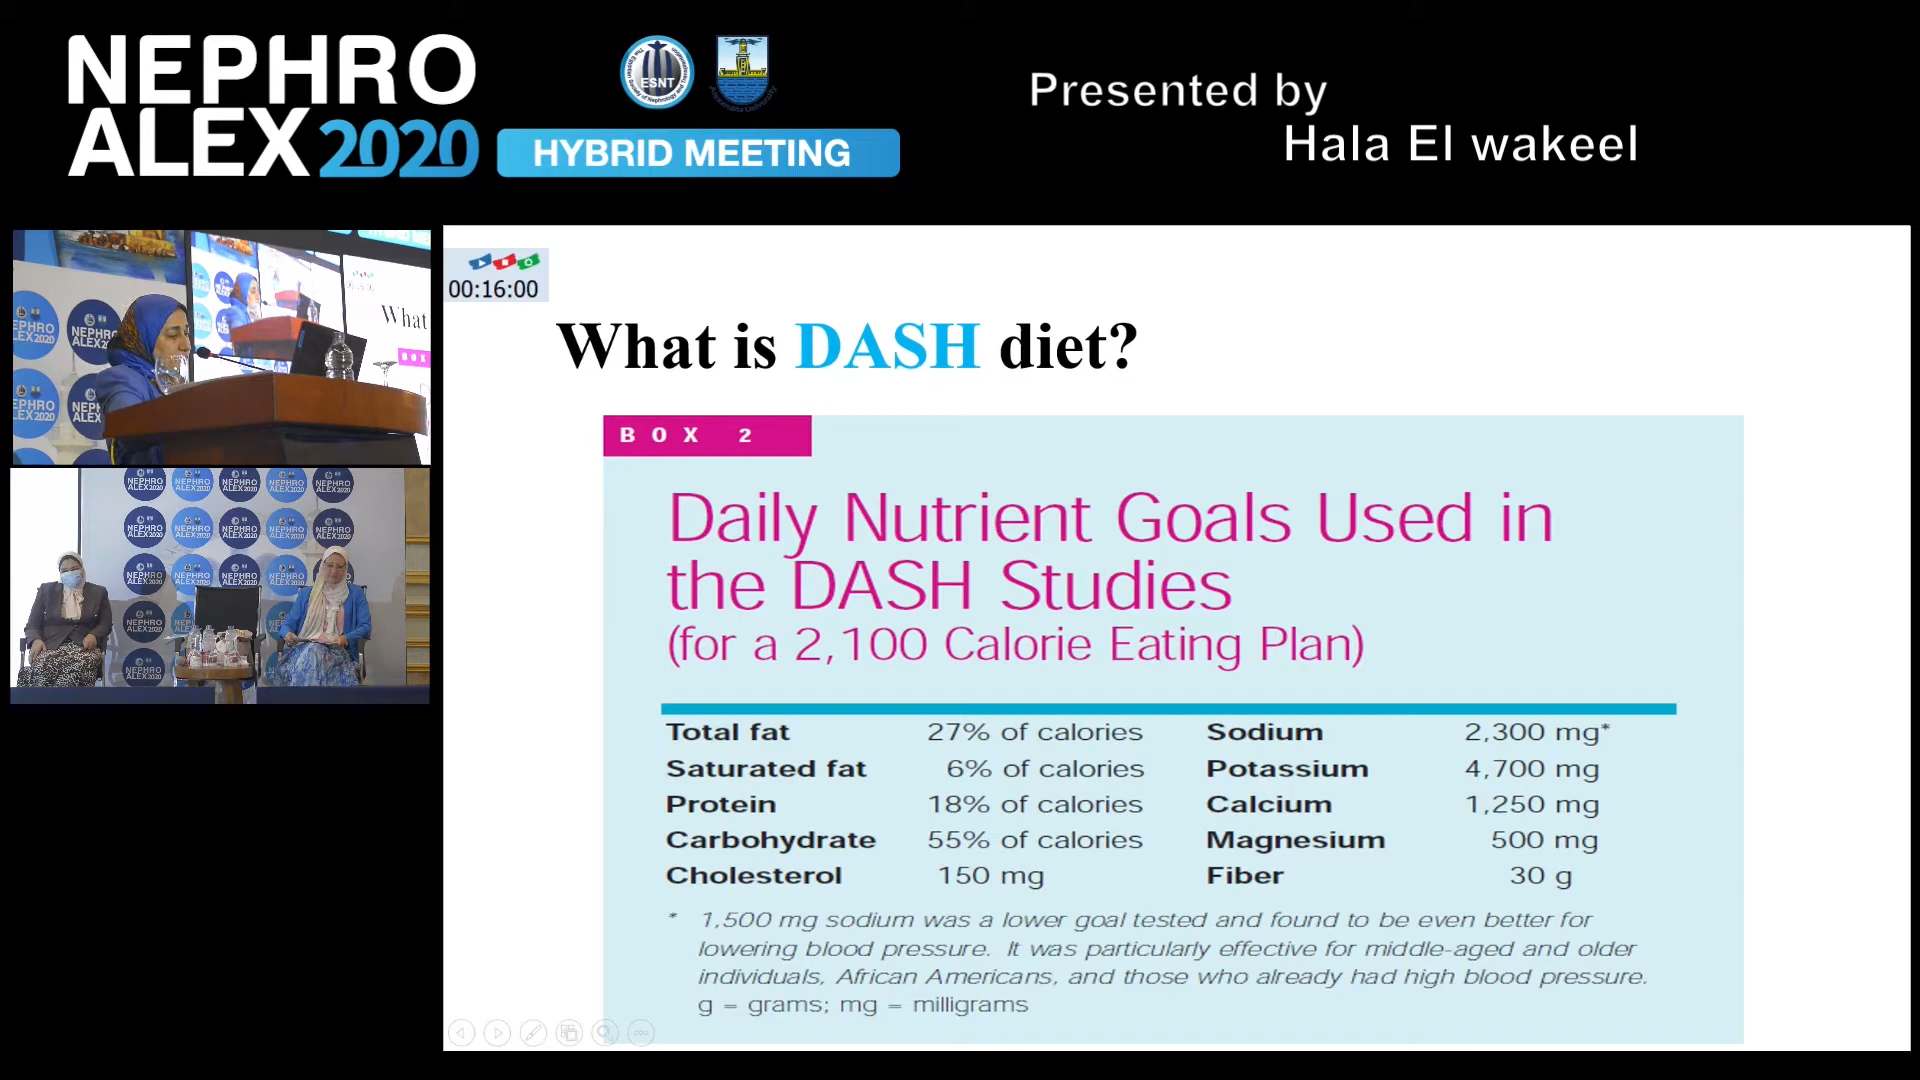 NEPHRO
ALEX 2020
HYBRID MEETING
ESNT
Presented by
Hala El wakeel
00:16:00
What is DASH diet?
BOX 2
Daily Nutrient Goals Used in
the DASH Studies
(for a 2,100 Calorie Eating Plan)
Total fat 27% of calories Sodium 2,300 mg*
Saturated fat 6% of calories Potassium 4,700 mg
Protein 18% of calories Calcium 1,250 mg
Carbohydrate 55% of calories Magnesium 500 mg
Cholesterol 150 mg Fiber 30 g
* 1,500 mg sodium was a lower goal tested and found to be even better for
lowering blood pressure. It was particularly effective for middle-aged and older
individuals, African Americans, and those who already had high blood pressure.
g = grams; mg = milligrams
What
NEPHRO
ALEX2020